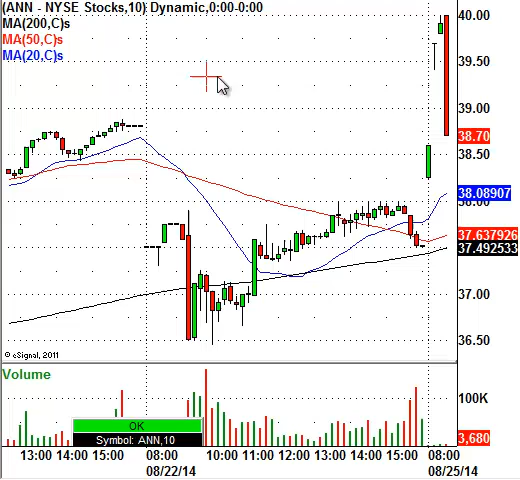 (ANN - NYSE Stocks,10) Dynamic,0:00-0:00
MA(200,C)s
MA(50,C)s
MA(20,C)s
40.00
39.50
39.00
38.70
38.50
38.08907
38.00
37.637926
37.492533
37.00
36.50
© eSignal, 2011
Volume
100K
3,680
OK
Symbol: ANN,10
13:00 14:00 15:00 08:00 10:00 11:00 12:00 13:00 14:00 15:00 08:00
08/22/14 08/25/14